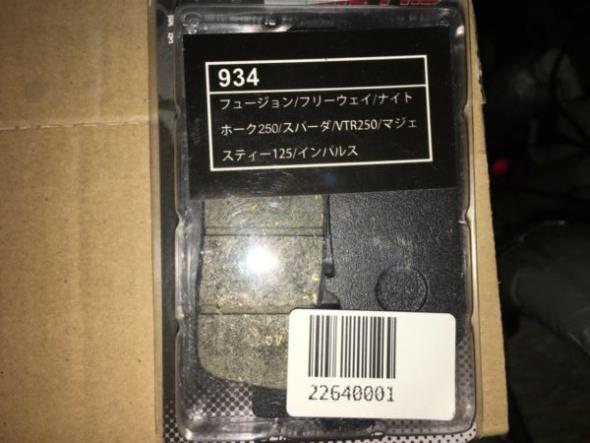 934
フュージョン/フリーウェイ/ナイト
ホーク250/スパーダ/VTR250/マジェ
スティー125/インパルス
22640001